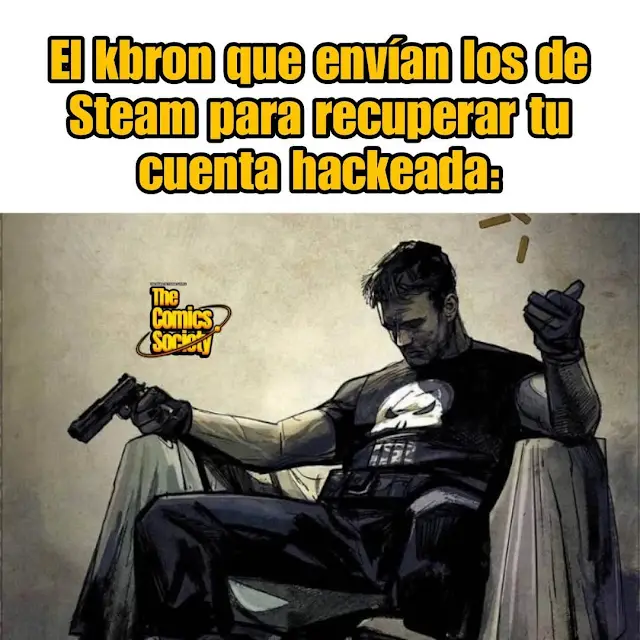 El kbron que envían los de
Steam para recuperar tu
cuenta hackeada:
The
Comics
Society